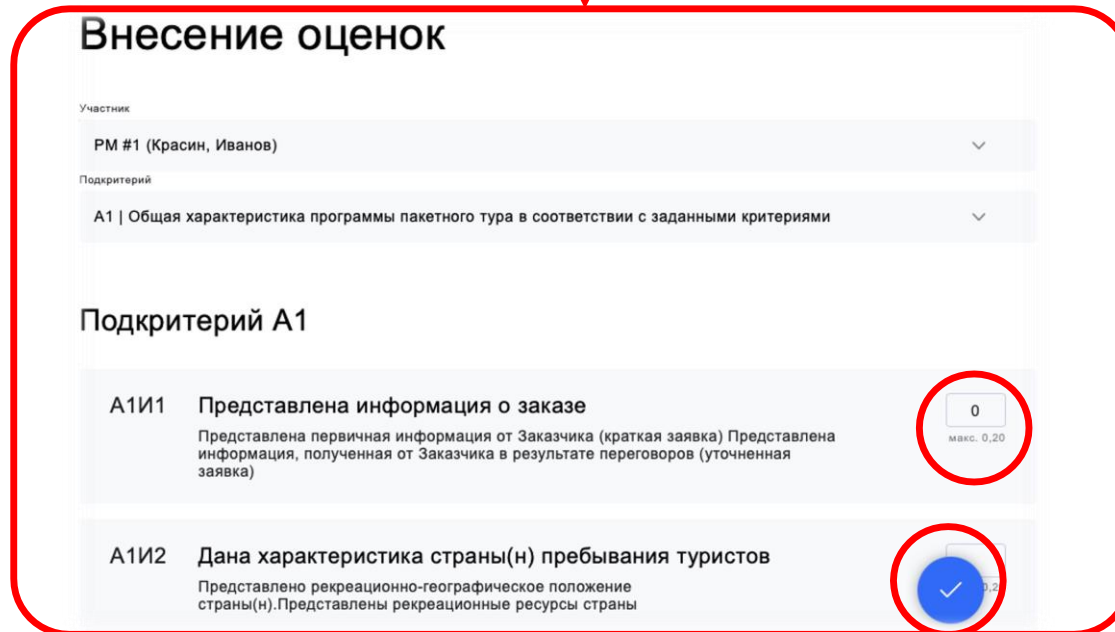 Внесение оценок
Участник
РМ #1 (Красин, Иванов)
Подкритерий
А1 | Общая характеристика программы пакетного тура в соответствии с заданными критериями
Подкритерий А1
А1И1 Представлена информация о заказе
0
Представлена первичная информация от Заказчика (краткая заявка) Представлена
макс. 0,20
информация, полученная от Заказчика в результате переговоров (уточненная
заявка)
А1И2 Дана характеристика страны(н) пребывания туристов
Представлено рекреационно-географическое положение
страны(н).Представлены рекреационные ресурсы страны